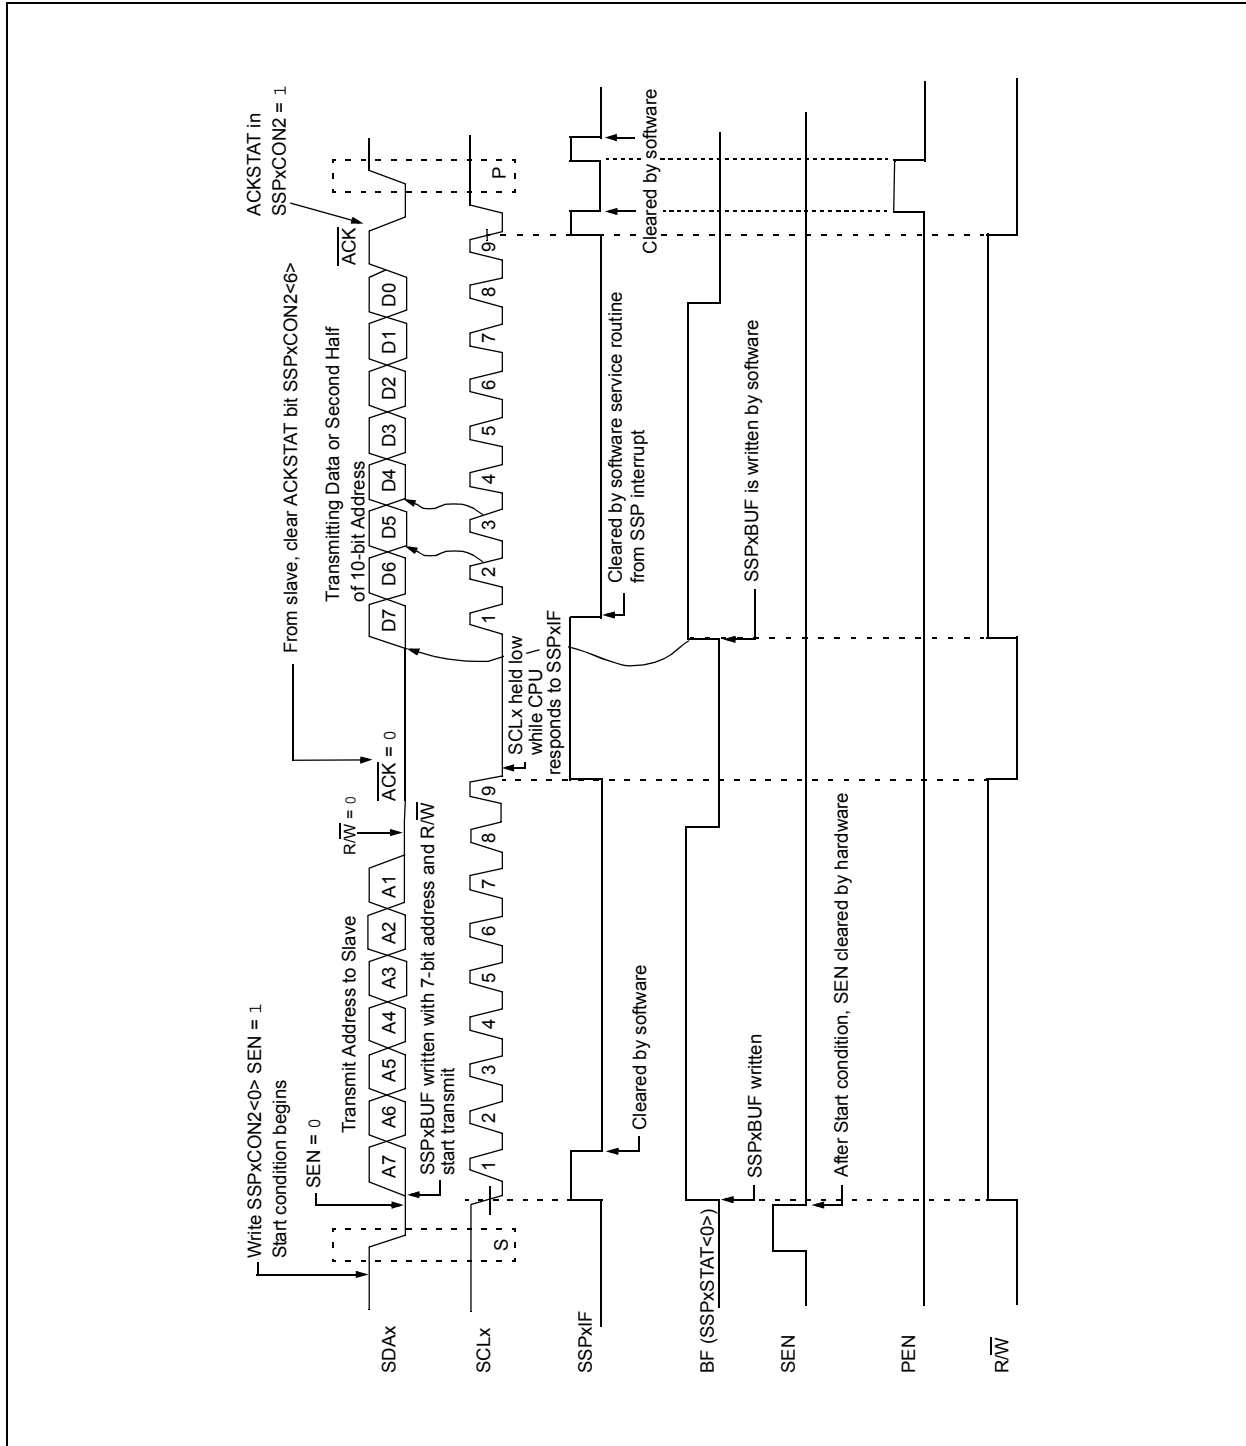 Write SSPxCON2<0> SEN = 1
Start condition begins
SEN = 0
From slave, clear ACKSTAT bit SSPxCON2<6>
ACKSTAT in
SSPxCON2 = 1
Transmit Address to Slave
R/W = 0
ACK = 0
Transmitting Data or Second Half
of 10-bit Address
ACK
SDAx
A7 A6 A5 A4 A3 A2 A1
D7 D6 D5 D4 D3 D2 D1 D0
SSPxBUF written with 7-bit address and R/W
start transmit
SCLx
S
1 2 3 4 5 6 7 8 9
1 2 3 4 5 6 7 8 9
P
SCLx held low
while CPU
responds to SSPxIF
SSPxIF
Cleared by software
Cleared by software service routine
from SSP interrupt
Cleared by software
Cleared by software
BF (SSPxSTAT<0>)
SSPxBUF written
SSPxBUF is written by software
SEN
After Start condition, SEN cleared by hardware
PEN
R/W